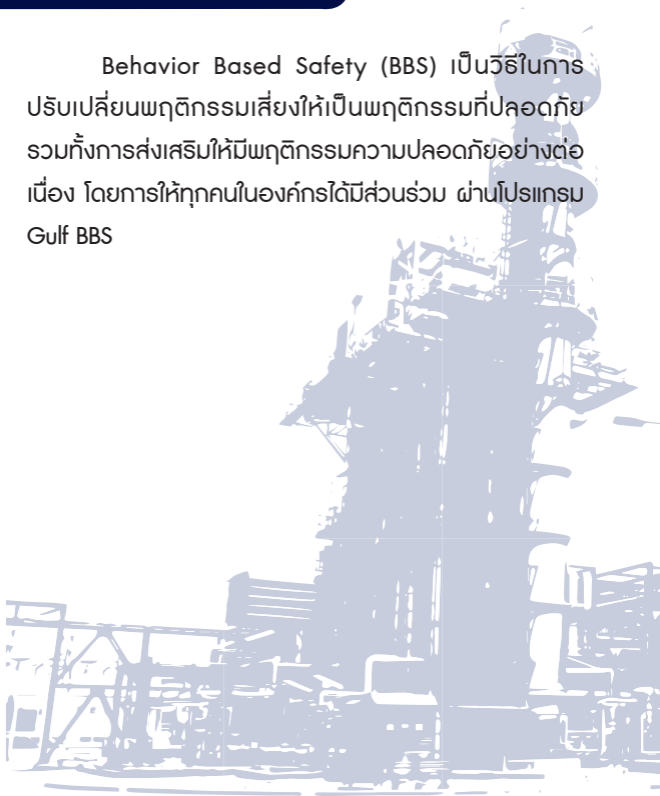 Behavior Based Safety (BBS) เป็นวิธีในการ
ปรับเปลี่ยนพฤติกรรมเสี่ยงให้เป็นพฤติกรรมที่ปลอดภัย
รวมทั้งการส่งเสริมให้มีพฤติกรรมความปลอดภัยอย่างต่อ
เนื่อง โดยการให้ทุกคนในองค์กรได้มีส่วนร่วม ผ่านโปรแกรม
Gulf BBS